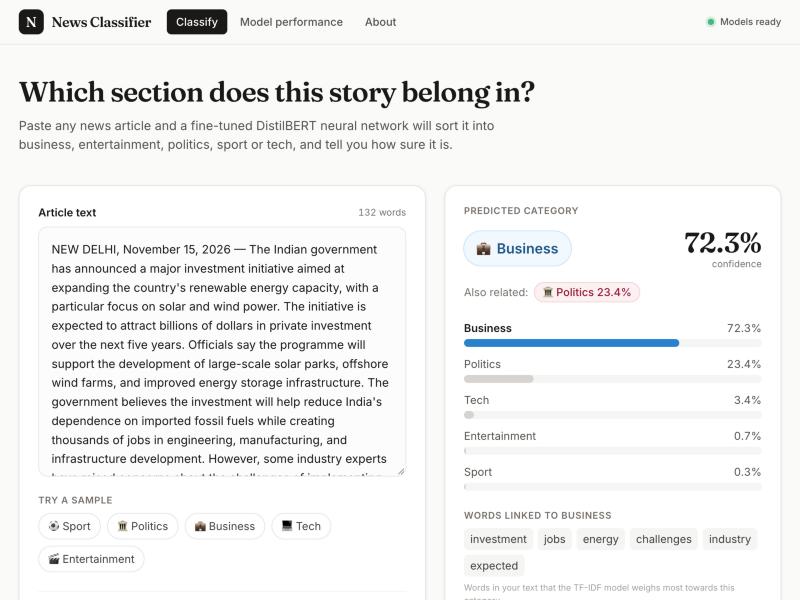 N News Classifier Classify Model performance About Models ready
Which section does this story belong in?
Paste any news article and a fine-tuned DistilBERT neural network will sort it into
business, entertainment, politics, sport or tech, and tell you how sure it is.
Article text 132 words
NEW DELHI, November 15, 2026 — The Indian government
has announced a major investment initiative aimed at
expanding the country's renewable energy capacity, with a
particular focus on solar and wind power. The initiative is
expected to attract billions of dollars in private investment
over the next five years. Officials say the programme will
support the development of large-scale solar parks, offshore
wind farms, and improved energy storage infrastructure. The
government believes the investment will help reduce India's
dependence on imported fossil fuels while creating
thousands of jobs in engineering, manufacturing, and
infrastructure development. However, some industry experts
TRY A SAMPLE
Sport Politics Business Tech
Entertainment
PREDICTED CATEGORY
Business 72.3%
confidence
Also related: Politics 23.4%
Business 72.3%
Politics 23.4%
Tech 3.4%
Entertainment 0.7%
Sport 0.3%
WORDS LINKED TO BUSINESS
investment jobs energy challenges industry
expected
Words in your text that the TF-IDF model weighs most towards this